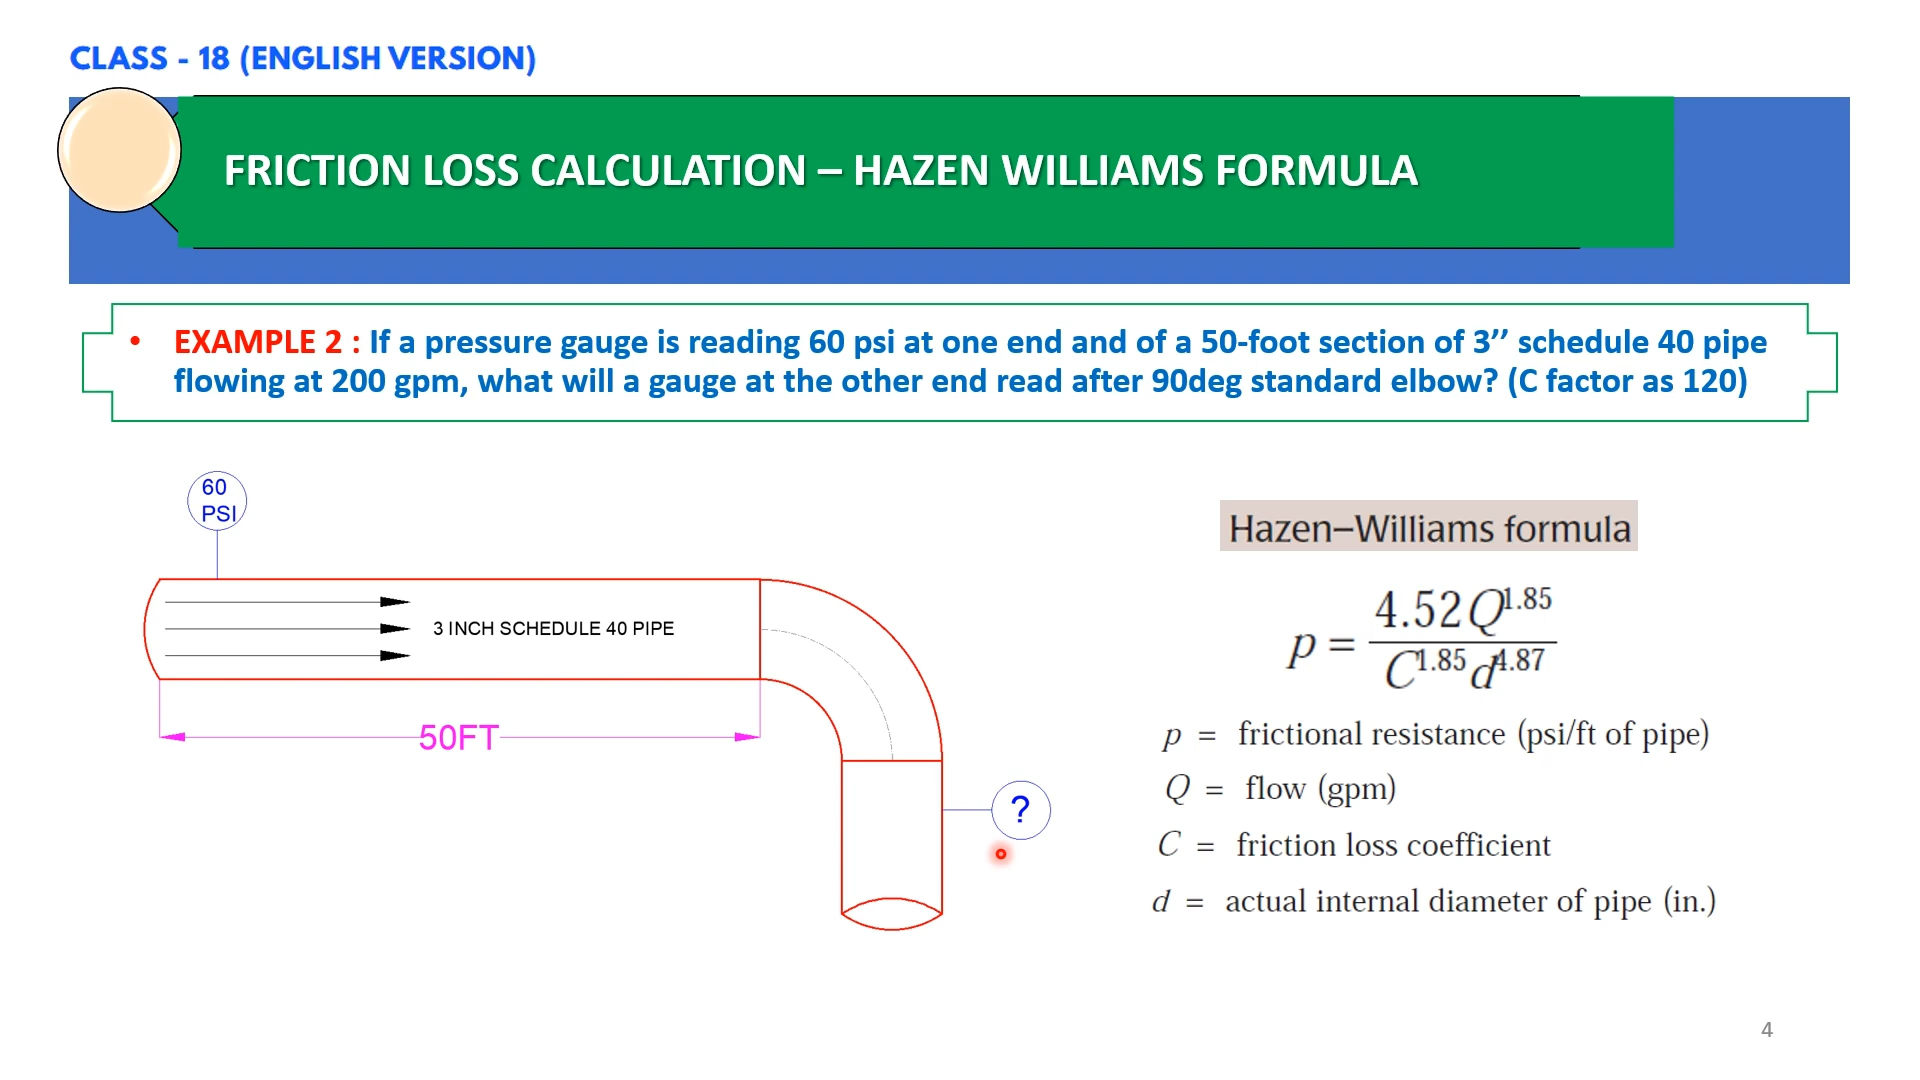 CLASS - 18 (ENGLISH VERSION)
FRICTION LOSS CALCULATION – HAZEN WILLIAMS FORMULA
• EXAMPLE 2 : If a pressure gauge is reading 60 psi at one end and of a 50-foot section of 3’’ schedule 40 pipe
flowing at 200 gpm, what will a gauge at the other end read after 90deg standard elbow? (C factor as 120)
60
PSI
3 INCH SCHEDULE 40 PIPE
50FT
?
Hazen–Williams formula
p = 4.52 Q^1.85 / C^1.85 d^4.87
p = frictional resistance (psi/ft of pipe)
Q = flow (gpm)
C = friction loss coefficient
d = actual internal diameter of pipe (in.)
4